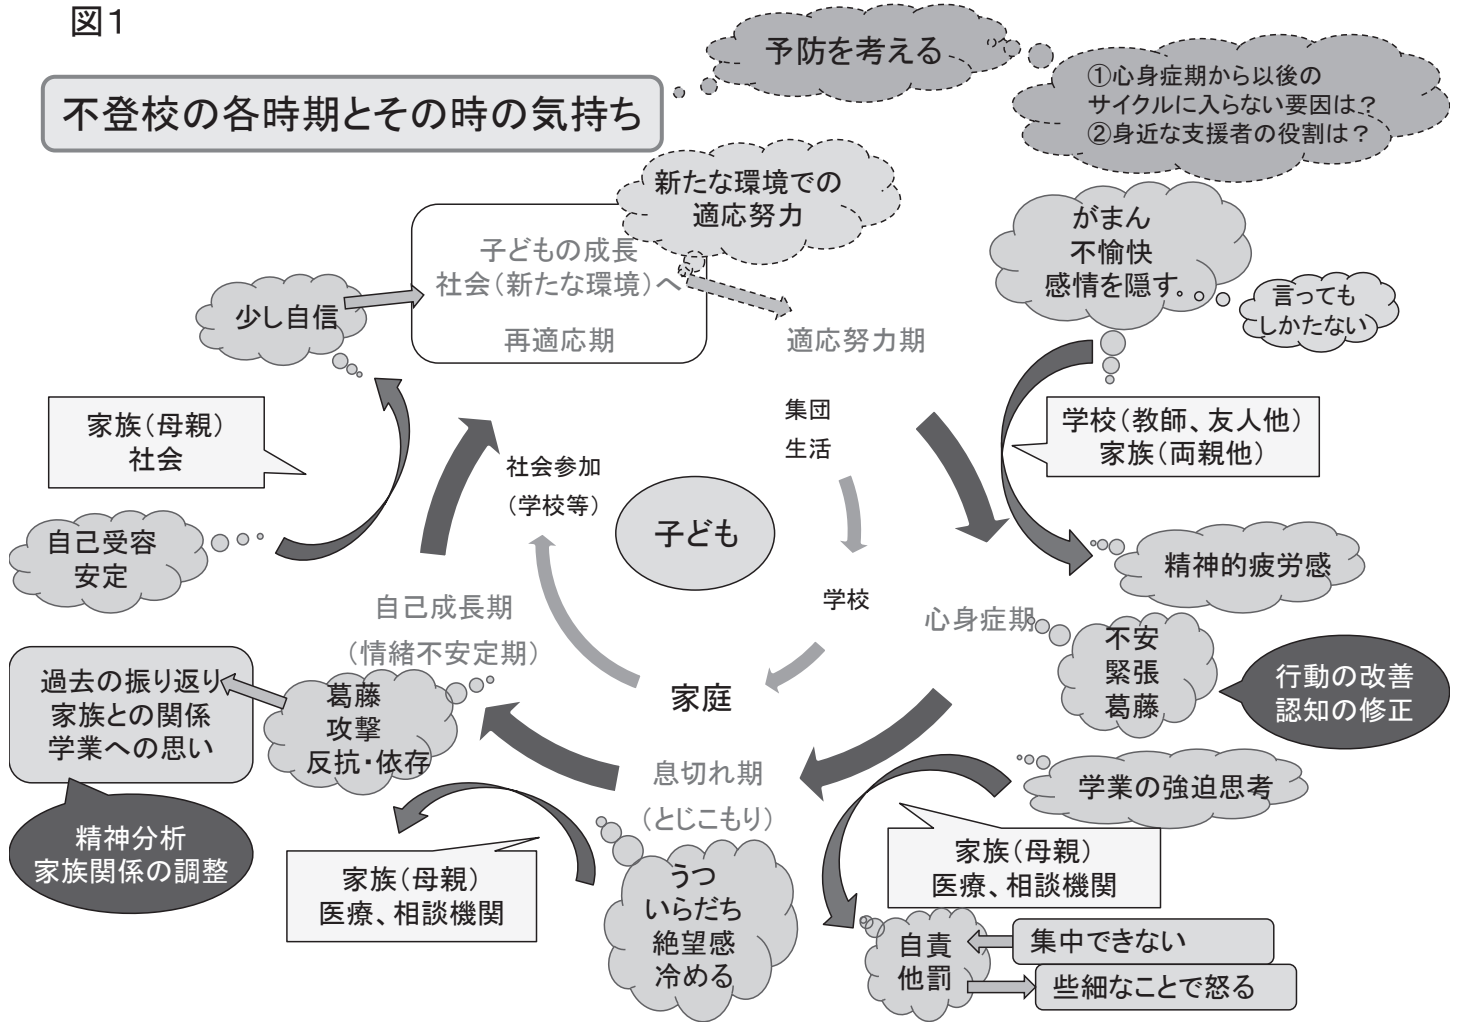 図1
不登校の各時期とその時の気持ち
予防を考える
①心身症期から以後の
サイクルに入らない要因は？
②身近な支援者の役割は？
新たな環境での
適応努力
子どもの成長
社会（新たな環境）へ
再適応期
少し自信
適応努力期
がまん
不愉快
感情を隠す。
言っても
しかたない
家族（母親）
社会
集団
生活
学校（教師、友人他）
家族（両親他）
社会参加
（学校等）
子ども
自己受容
安定
精神的疲労感
自己成長期
（情緒不安定期）
学校
心身症期
不安
緊張
葛藤
行動の改善
認知の修正
過去の振り返り
家族との関係
学業への思い
葛藤
攻撃
反抗・依存
家庭
息切れ期
（とじこもり）
学業の強迫思考
精神分析
家族関係の調整
家族（母親）
医療、相談機関
うつ
いらだち
絶望感
冷める
家族（母親）
医療、相談機関
自責
他罰
集中できない
些細なことで怒る